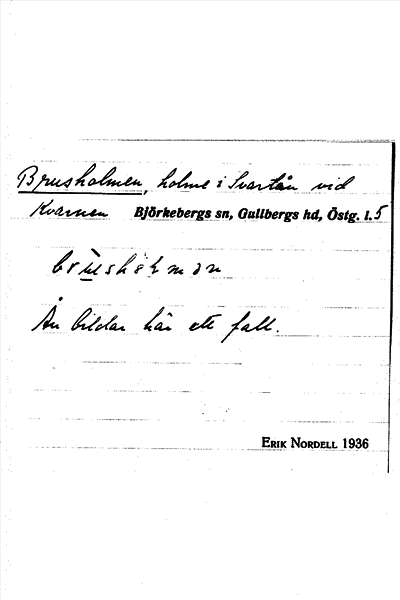 Brusholmen, holme i Svartån vid
Kvarnen Björkebergs sn, Gullbergs hd, Östg. l. 5
Ån bildar här ett fall.
ERIK NORDELL 1936